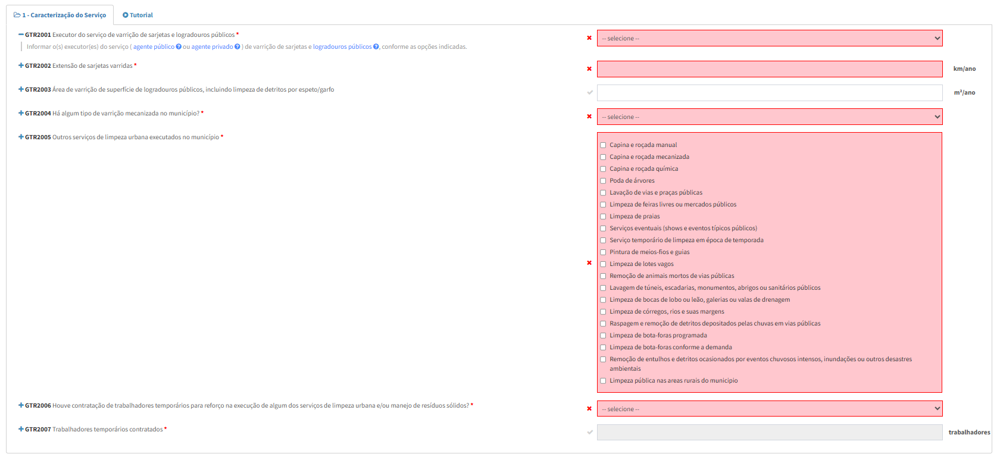 1 - Caracterização do Serviço
Tutorial
GTR2001 Executor do serviço de varrição de sarjetas e logradouros públicos *
-- selecione --
Informar o(s) executor(es) do serviço ( agente público ? ou agente privado ? ) de varrição de sarjetas e logradouros públicos ?, conforme as opções indicadas.
GTR2002 Extensão de sarjetas varridas *
km/ano
GTR2003 Área de varrição de superfície de logradouros públicos, incluindo limpeza de detritos por espeto/garfo
m²/ano
GTR2004 Há algum tipo de varrição mecanizada no município? *
-- selecione --
GTR2005 Outros serviços de limpeza urbana executados no município *
Capina e roçada manual
Capina e roçada mecanizada
Capina e roçada química
Poda de árvores
Lavação de vias e praças públicas
Limpeza de feiras livres ou mercados públicos
Limpeza de praias
Serviços eventuais (shows e eventos típicos públicos)
Serviço temporário de limpeza em época de temporada
Pintura de meios-fios e guias
Limpeza de lotes vagos
Remoção de animais mortos de vias públicas
Lavagem de túneis, escadarias, monumentos, abrigos ou sanitários públicos
Limpeza de bocas de lobo ou leão, galerias ou valas de drenagem
Limpeza de córregos, rios e suas margens
Raspagem e remoção de detritos depositados pelas chuvas em vias públicas
Limpeza de bota-foras programada
Limpeza de bota-foras conforme a demanda
Remoção de entulhos e detritos ocasionados por eventos chuvosos intensos, inundações ou outros desastres
ambientais
Limpeza pública nas areas rurais do municipio
GTR2006 Houve contratação de trabalhadores temporários para reforço na execução de algum dos serviços de limpeza urbana e/ou manejo de resíduos sólidos? *
-- selecione --
GTR2007 Trabalhadores temporários contratados *
trabalhadores